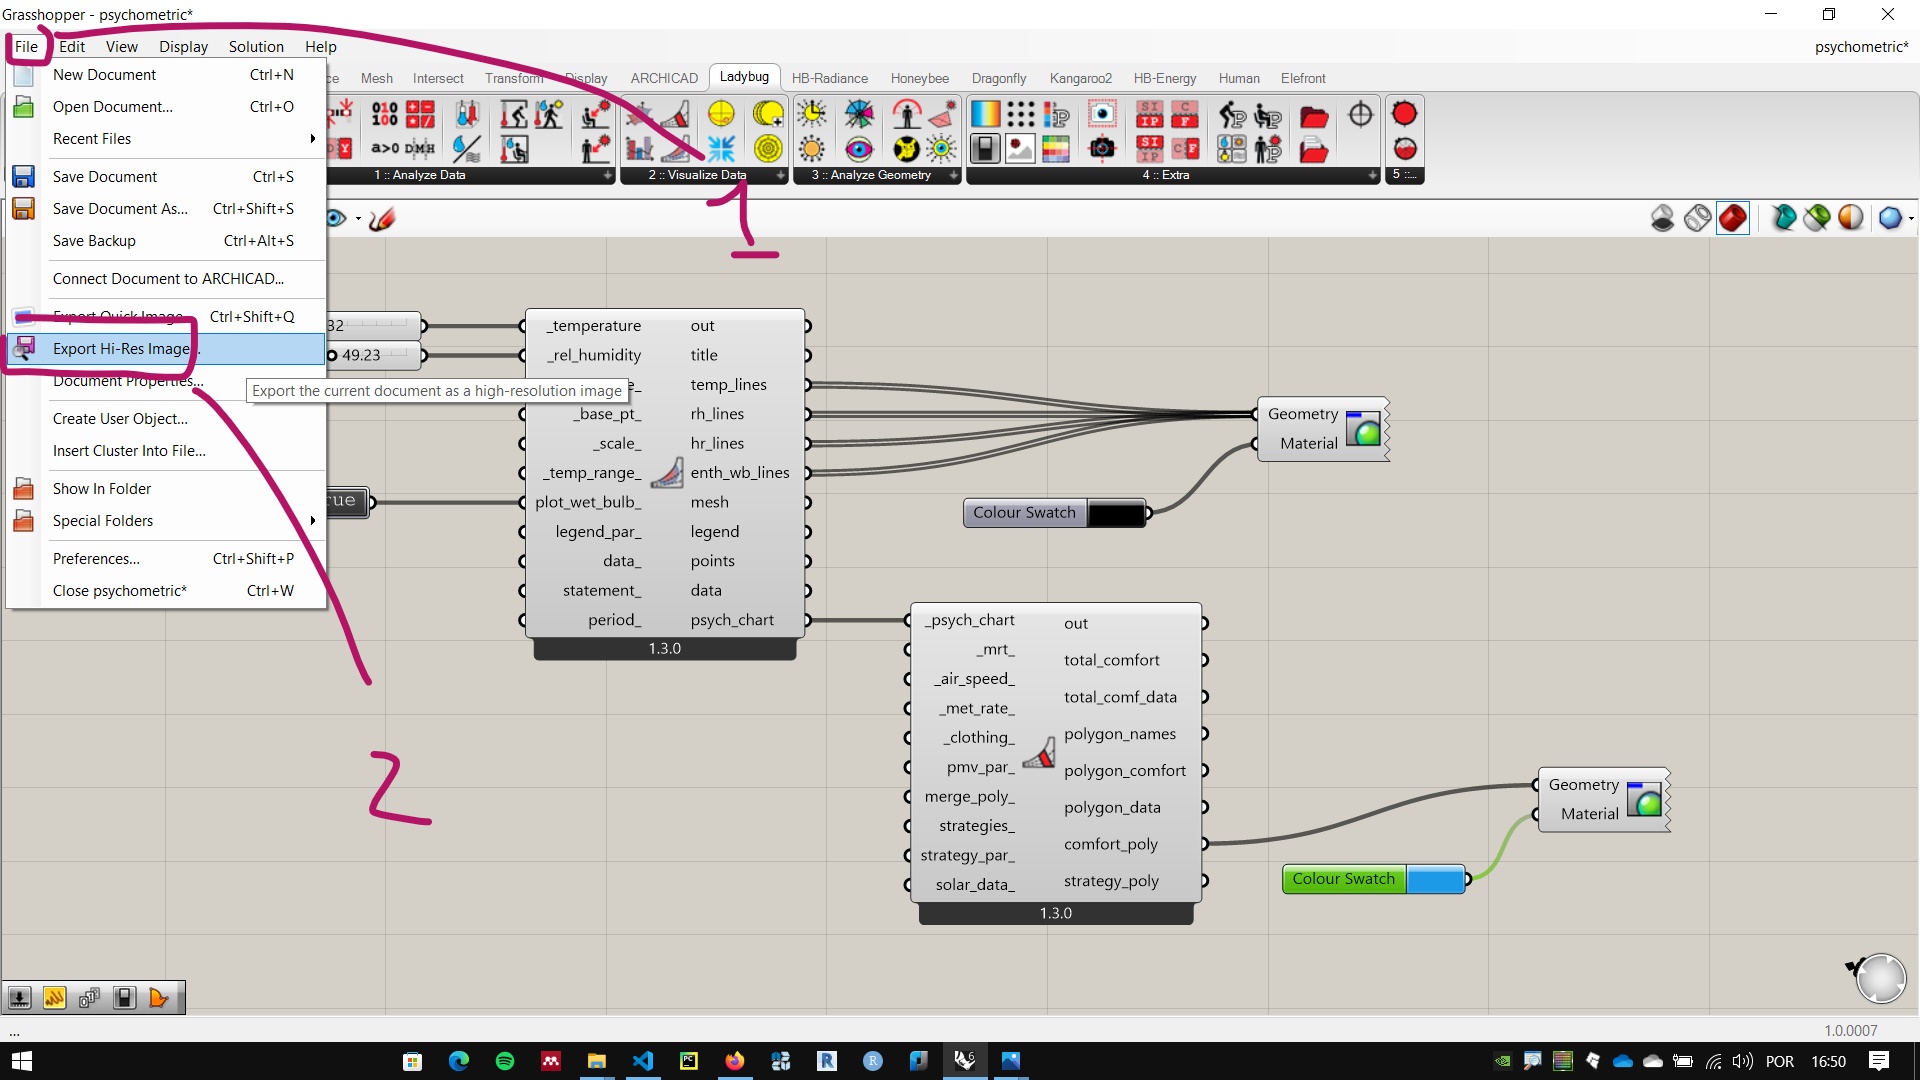 Grasshopper - psychometric*
File Edit View Display Solution Help psychometric*
Mesh Intersect Transform Display ARCHICAD Ladybug HB-Radiance Honeybee Dragonfly Kangaroo2 HB-Energy Human Elefront
1 :: Analyze Data 2 :: Visualize Data 3 :: Analyze Geometry 4 :: Extra 5 ::...
New Document Ctrl+N
Open Document... Ctrl+O
Recent Files
Save Document Ctrl+S
Save Document As... Ctrl+Shift+S
Save Backup Ctrl+Alt+S
Connect Document to ARCHICAD...
Export Quick Image Ctrl+Shift+Q
Export Hi-Res Image...
Document Properties...
Export the current document as a high-resolution image
Create User Object...
Insert Cluster Into File...
Show In Folder
Special Folders
Preferences... Ctrl+Shift+P
Close psychometric* Ctrl+W
1
2
32
49.23
rue
_temperature out
_rel_humidity title
e_ temp_lines
_base_pt_ rh_lines
_scale_ hr_lines
_temp_range_ enth_wb_lines
plot_wet_bulb_ mesh
legend_par_ legend
data_ points
statement_ data
period_ psych_chart
1.3.0
Geometry
Material
Colour Swatch
_psych_chart out
_mrt_ total_comfort
_air_speed_ total_comf_data
_met_rate_ polygon_names
_clothing_ polygon_comfort
pmv_par_ polygon_data
merge_poly_ comfort_poly
strategies_ strategy_poly
strategy_par_
solar_data_
1.3.0
Geometry
Material
Colour Swatch
...
1.0.0007
POR 16:50